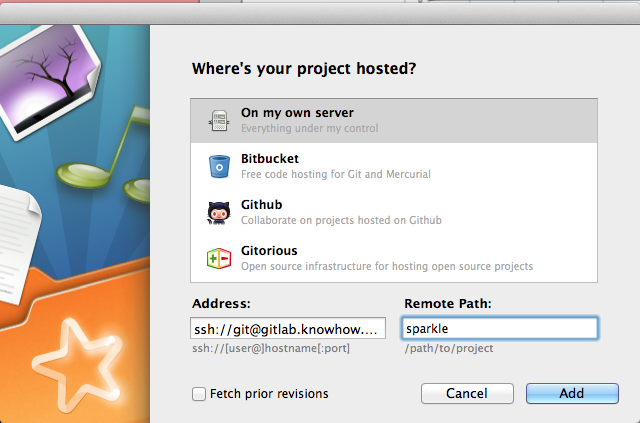 Where's your project hosted?
On my own server
Everything under my control
Bitbucket
Free code hosting for Git and Mercurial
Github
Collaborate on projects hosted on Github
Gitorious
Open source infrastructure for hosting open source projects
Address: Remote Path:
ssh://git@gitlab.knowhow.... sparkle
ssh://[user@]hostname[:port] /path/to/project
Fetch prior revisions Cancel Add